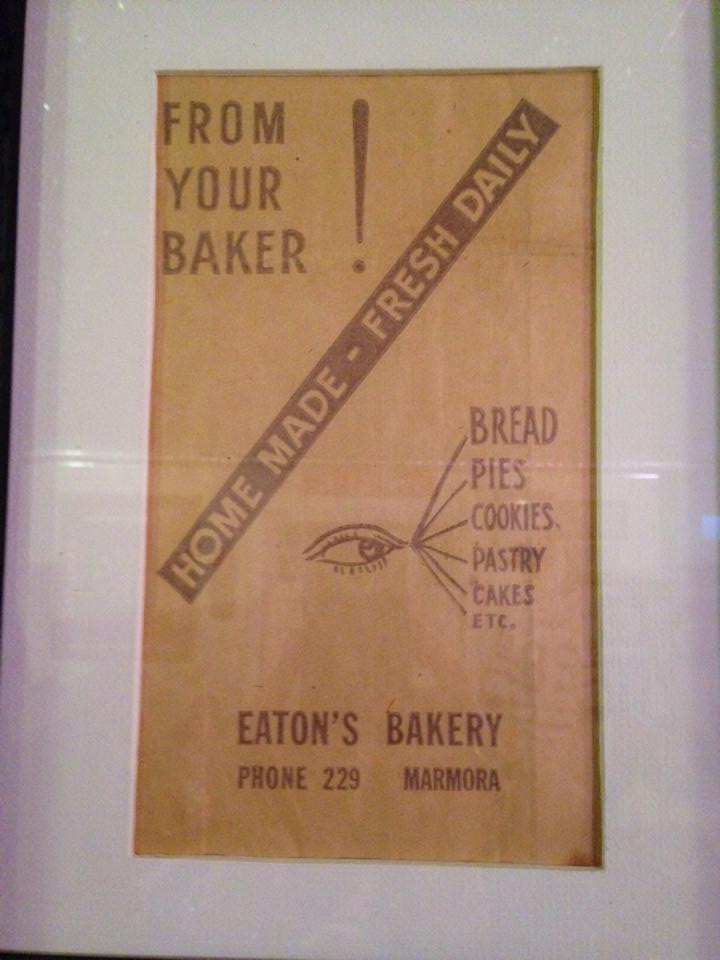 FROM
YOUR
BAKER !
HOME MADE - FRESH DAILY
BREAD
PIES
COOKIES.
PASTRY
CAKES
ETC.
EATON'S BAKERY
PHONE 229 MARMORA